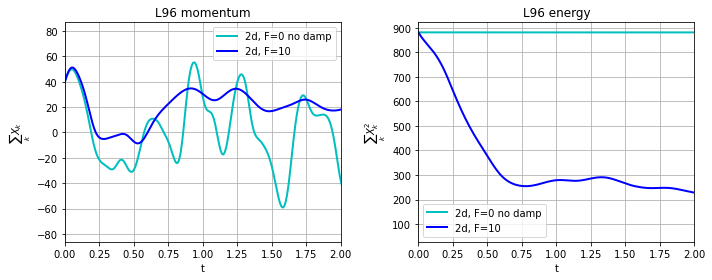 L96 momentum
80
60
40
20
0
−20
−40
−60
−80
0.00 0.25 0.50 0.75 1.00 1.25 1.50 1.75 2.00
t
∑ₖ Xₖ
2d, F=0 no damp
2d, F=10
L96 energy
900
800
700
600
500
400
300
200
100
0.00 0.25 0.50 0.75 1.00 1.25 1.50 1.75 2.00
t
∑ₖ Xₖ²
2d, F=0 no damp
2d, F=10